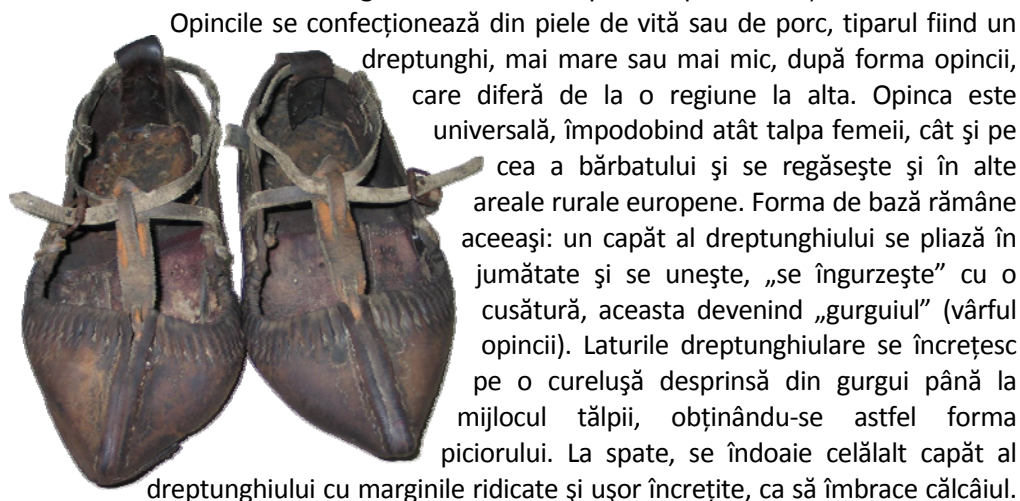 Opincile se confecționează din piele de vită sau de porc, tiparul fiind un
dreptunghi, mai mare sau mai mic, după forma opincii,
care diferă de la o regiune la alta. Opinca este
universală, împodobind atât talpa femeii, cât şi pe
cea a bărbatului şi se regăseşte şi în alte
areale rurale europene. Forma de bază rămâne
aceeaşi: un capăt al dreptunghiului se pliază în
jumătate şi se uneşte, „se îngurzeşte” cu o
cusătură, aceasta devenind „gurguiul” (vârful
opincii). Laturile dreptunghiulare se încrețesc
pe o cureluşă desprinsă din gurgui până la
mijlocul tălpii, obținându-se astfel forma
piciorului. La spate, se îndoaie celălalt capăt al
dreptunghiului cu marginile ridicate şi uşor încrețite, ca să îmbrace călcâiul.